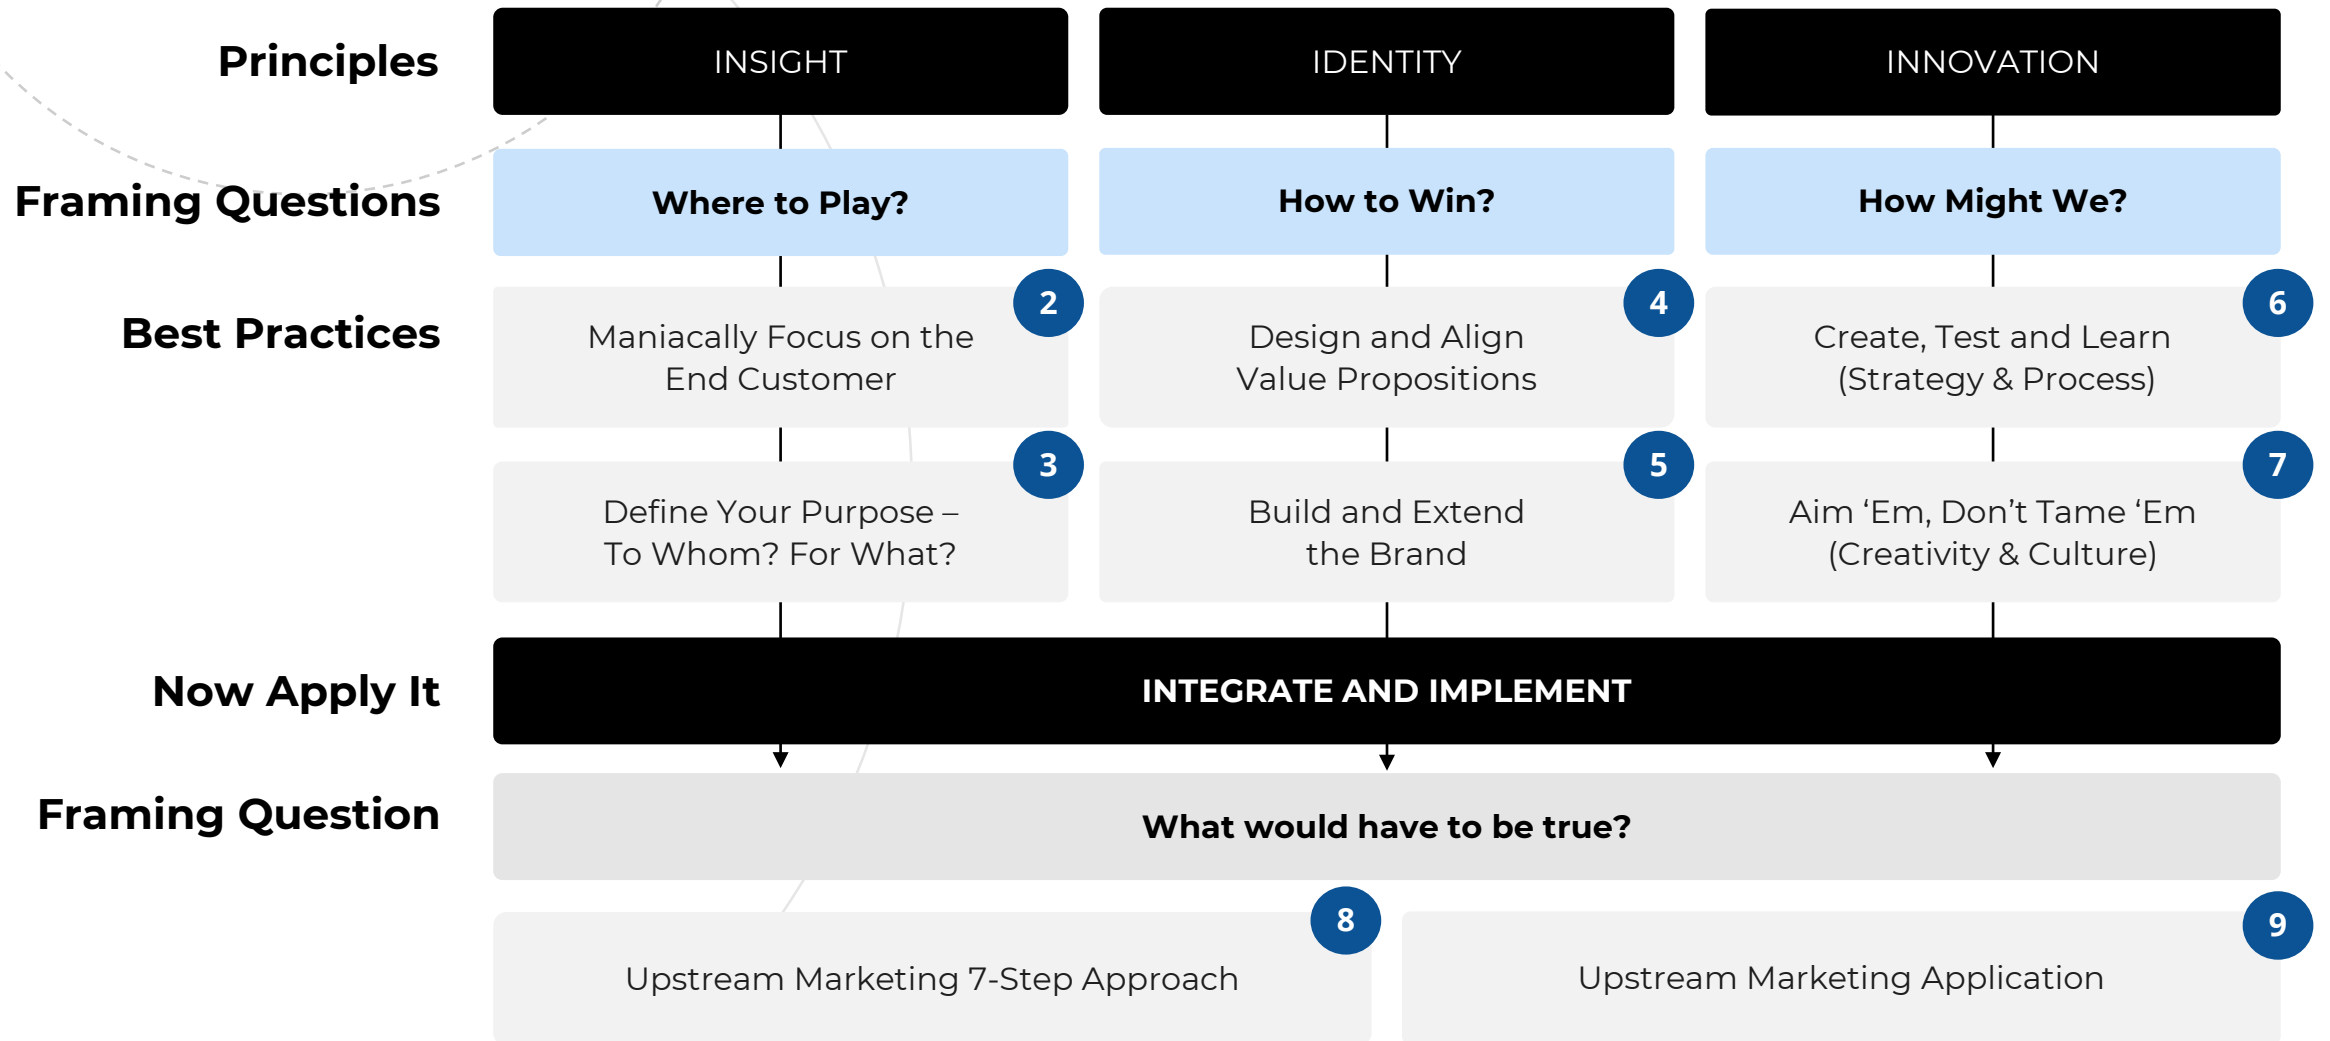 Principles
INSIGHT
IDENTITY
INNOVATION
Framing Questions
Where to Play?
How to Win?
How Might We?
Best Practices
2
Maniacally Focus on the
End Customer
4
Design and Align
Value Propositions
6
Create, Test and Learn
(Strategy & Process)
3
Define Your Purpose –
To Whom? For What?
5
Build and Extend
the Brand
7
Aim ‘Em, Don’t Tame ‘Em
(Creativity & Culture)
Now Apply It
INTEGRATE AND IMPLEMENT
Framing Question
What would have to be true?
8
Upstream Marketing 7-Step Approach
9
Upstream Marketing Application